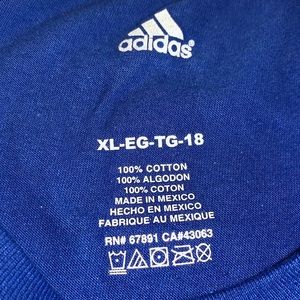 adidas
XL-EG-TG-18
100% COTTON
100% ALGODON
100% COTON
MADE IN MEXICO
HECHO EN MEXICO
FABRIQUE AU MEXIQUE
RN# 67891 CA#43063